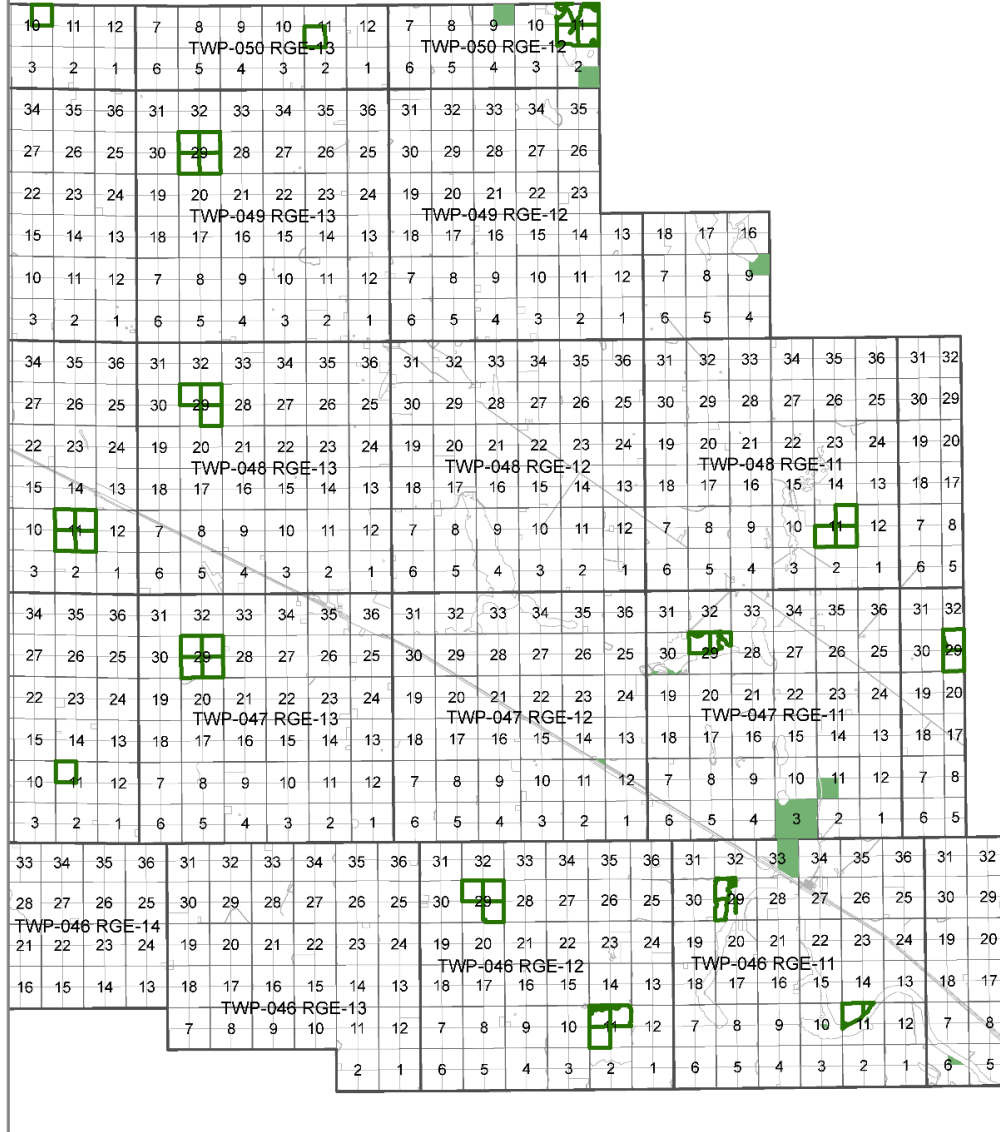 10 11 12 7 8 9 10 11 12 7 8 9 10 11
TWP-050 RGE-13 TWP-050 RGE-12
3 2 1 6 5 4 3 2 1 6 5 4 3 2
34 35 36 31 32 33 34 35 36 31 32 33 34 35
27 26 25 30 29 28 27 26 25 30 29 28 27 26
22 23 24 19 20 21 22 23 24 19 20 21 22 23
TWP-049 RGE-13 TWP-049 RGE-12
15 14 13 18 17 16 15 14 13 18 17 16 15 14 13 18 17 16
10 11 12 7 8 9 10 11 12 7 8 9 10 11 12 7 8 9
3 2 1 6 5 4 3 2 1 6 5 4 3 2 1 6 5 4
34 35 36 31 32 33 34 35 36 31 32 33 34 35 36 31 32 33 34 35 36 31 32
27 26 25 30 29 28 27 26 25 30 29 28 27 26 25 30 29 28 27 26 25 30 29
22 23 24 19 20 21 22 23 24 19 20 21 22 23 24 19 20 21 22 23 24 19 20
TWP-048 RGE-13 TWP-048 RGE-12 TWP-048 RGE-11
15 14 13 18 17 16 15 14 13 18 17 16 15 14 13 18 17 16 15 14 13 18 17
10 11 12 7 8 9 10 11 12 7 8 9 10 11 12 7 8 9 10 11 12 7 8
3 2 1 6 5 4 3 2 1 6 5 4 3 2 1 6 5 4 3 2 1 6 5
34 35 36 31 32 33 34 35 36 31 32 33 34 35 36 31 32 33 34 35 36 31 32
27 26 25 30 29 28 27 26 25 30 29 28 27 26 25 30 29 28 27 26 25 30 29
22 23 24 19 20 21 22 23 24 19 20 21 22 23 24 19 20 21 22 23 24 19 20
TWP-047 RGE-13 TWP-047 RGE-12 TWP-047 RGE-11
15 14 13 18 17 16 15 14 13 18 17 16 15 14 13 18 17 16 15 14 13 18 17
10 11 12 7 8 9 10 11 12 7 8 9 10 11 12 7 8 9 10 11 12 7 8
3 2 1 6 5 4 3 2 1 6 5 4 3 2 1 6 5 4 3 2 1 6 5
33 34 35 36 31 32 33 34 35 36 31 32 33 34 35 36 31 32 33 34 35 36 31 32
28 27 26 25 30 29 28 27 26 25 30 29 28 27 26 25 30 29 28 27 26 25 30 29
TWP-046 RGE-14
21 22 23 24 19 20 21 22 23 24 19 20 21 22 23 24 19 20 21 22 23 24 19 20
TWP-046 RGE-12 TWP-046 RGE-11
16 15 14 13 18 17 16 15 14 13 18 17 16 15 14 13 18 17 16 15 14 13 18 17
TWP-046 RGE-13
7 8 9 10 11 12 7 8 9 10 11 12 7 8 9 10 11 12 7 8
2 1 6 5 4 3 2 1 6 5 4 3 2 1 6 5